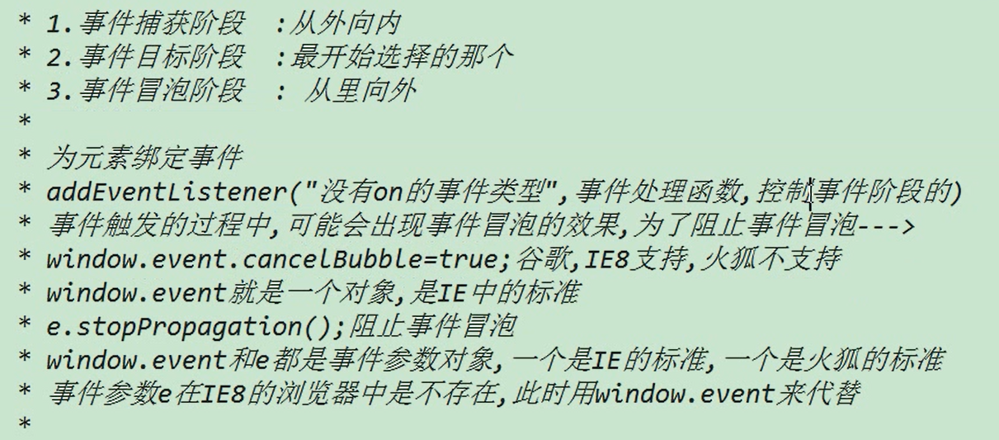 * 1.事件捕获阶段  :从外向内
* 2.事件目标阶段  :最开始选择的那个
* 3.事件冒泡阶段  : 从里向外
*
* 为元素绑定事件
* addEventListener("没有on的事件类型",事件处理函数,控制事件阶段的)
* 事件触发的过程中,可能会出现事件冒泡的效果,为了阻止事件冒泡--->
* window.event.cancelBubble=true;谷歌,IE8支持,火狐不支持
* window.event就是一个对象,是IE中的标准
* e.stopPropagation();阻止事件冒泡
* window.event和e都是事件参数对象,一个是IE的标准,一个是火狐的标准
* 事件参数e在IE8的浏览器中是不存在,此时用window.event来代替
*